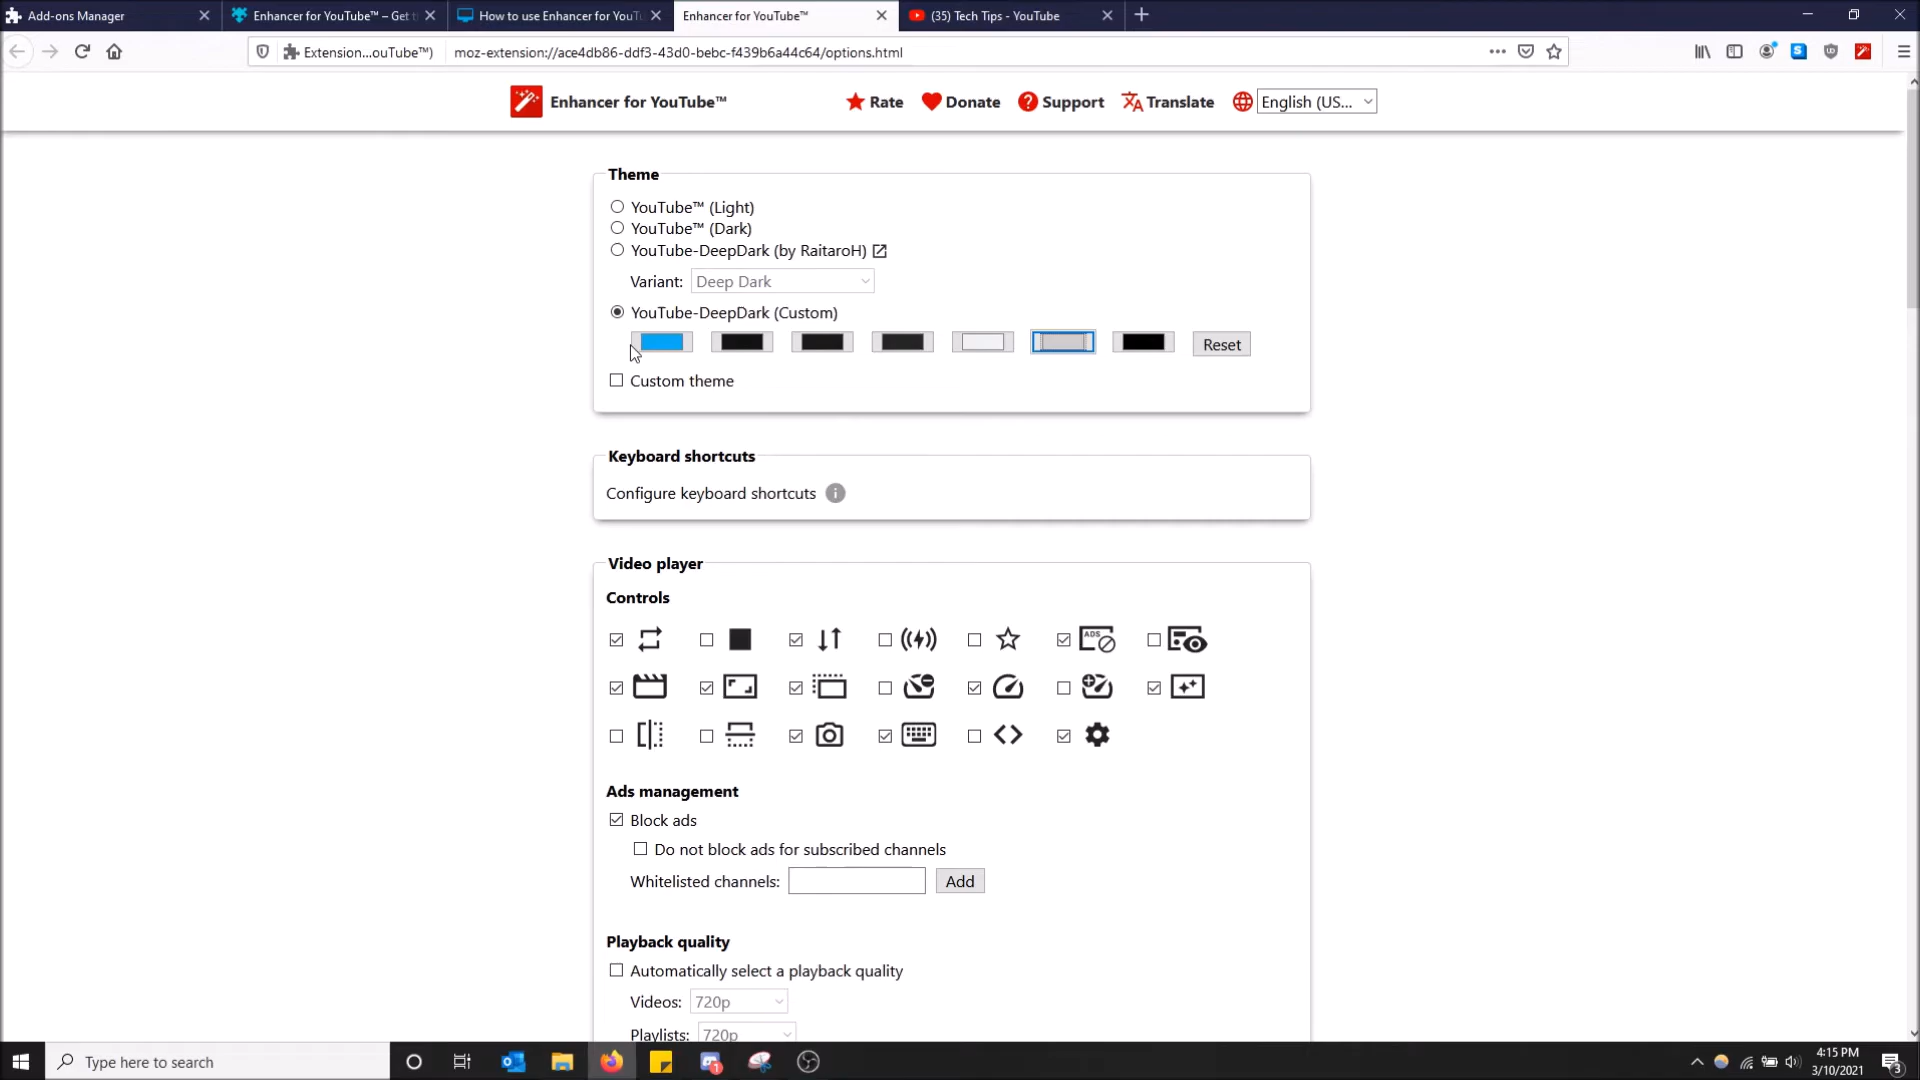 Add-ons Manager
Enhancer for YouTube™ – Get t
How to use Enhancer for YouTu
Enhancer for YouTube™
(35) Tech Tips - YouTube
Extension...ouTube™)
moz-extension://ace4db86-ddf3-43d0-bebc-f439b6a44c64/options.html
Enhancer for YouTube™
Rate
Donate
Support
Translate
English (US...
Theme
YouTube™ (Light)
YouTube™ (Dark)
YouTube-DeepDark (by RaitaroH)
Variant: Deep Dark
YouTube-DeepDark (Custom)
Reset
Custom theme
Keyboard shortcuts
Configure keyboard shortcuts
Video player
Controls
ADS
Ads management
Block ads
Do not block ads for subscribed channels
Whitelisted channels: Add
Playback quality
Automatically select a playback quality
Videos: 720p
Playlists: 720p
Type here to search
1
4:15 PM
3/10/2021
3